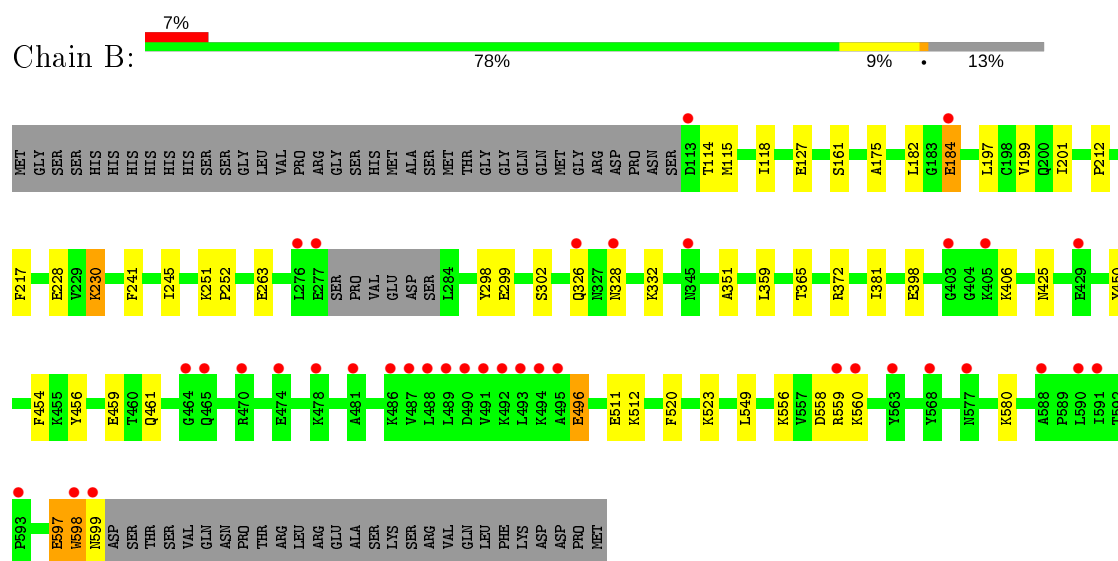 7%
Chain B:
78% 9% • 13%
MET GLY SER SER HIS HIS HIS HIS HIS HIS SER SER GLY LEU VAL PRO ARG GLY SER HIS MET ALA SER MET THR GLY GLY GLN GLN MET GLY ARG ASP PRO ASN SER D113 T114 M115 I118 E127 S161 A175 L182 G183 E184 L197 C198 V199 Q200 I201 P212
F217 E228 V229 K230 F241 I245 K251 P252 E263 L276 E277 SER PRO VAL GLU ASP SER L284 Y298 E299 S302 Q326 N327 N328 K332 N345 A351 L359 T365 R372 I381 E398 G403 G404 K405 K406 N425 E429 Y450
F454 K455 Y456 E459 T460 Q461 G464 Q465 R470 E474 K478 A481 K486 V487 L488 L489 D490 V491 K492 L493 K494 A495 E496 E511 K512 F520 K523 L549 K556 V557 D558 R559 K560 Y563 Y568 N577 K580 A588 P589 L590 I591 T592
P593 E597 W598 N599 ASP SER THR SER VAL GLN ASN PRO THR ARG LEU ARG GLU ALA SER LYS SER ARG VAL GLN LEU PHE LYS ASP ASP PRO MET